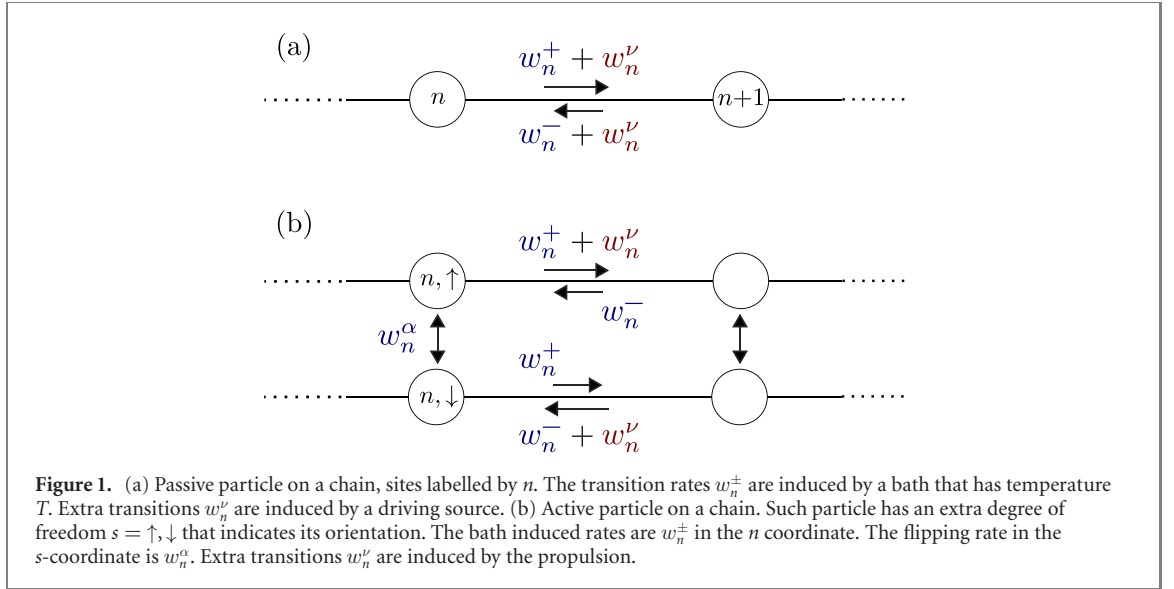 (a)
w_n^+ + w_n^ν
n
n+1
w_n^- + w_n^ν
(b)
w_n^+ + w_n^ν
n, ↑
w_n^-
w_n^α
w_n^+
n, ↓
w_n^- + w_n^ν
Figure 1. (a) Passive particle on a chain, sites labelled by n. The transition rates w_n^± are induced by a bath that has temperature
T. Extra transitions w_n^ν are induced by a driving source. (b) Active particle on a chain. Such particle has an extra degree of
freedom s = ↑, ↓ that indicates its orientation. The bath induced rates are w_n^± in the n coordinate. The flipping rate in the
s-coordinate is w_n^α. Extra transitions w_n^ν are induced by the propulsion.